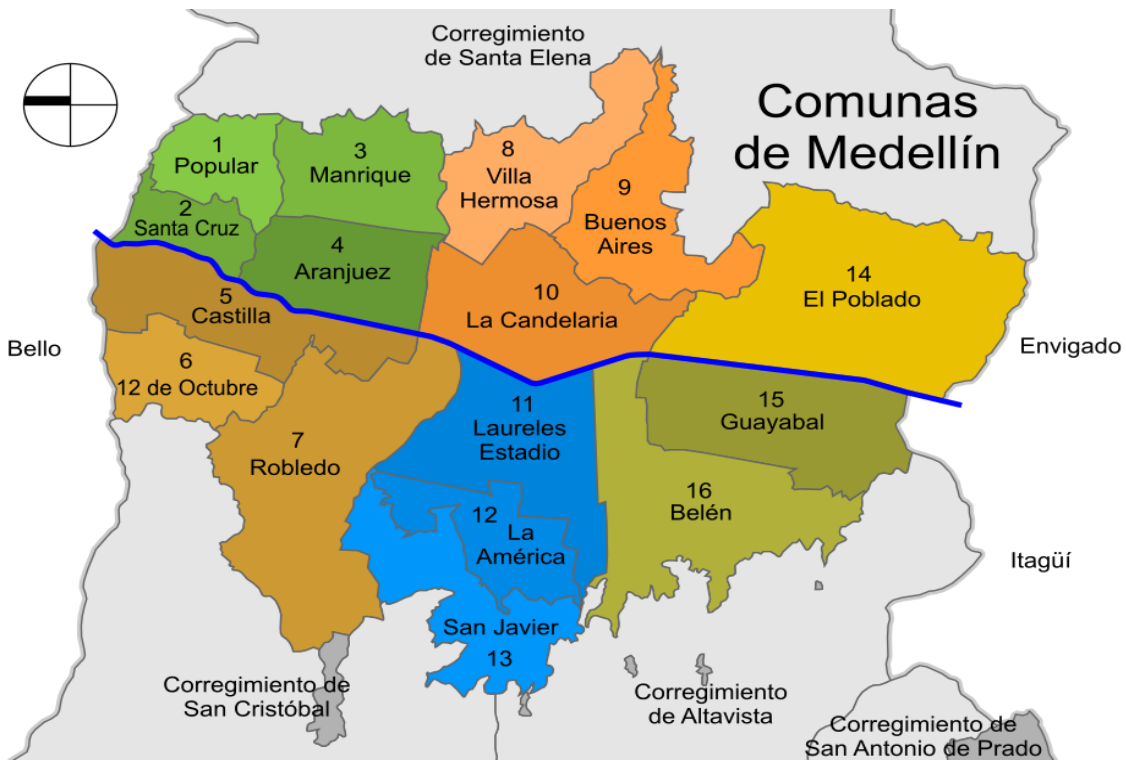 Corregimiento
de Santa Elena
Comunas
de Medellín
1
Popular
3
Manrique
8
Villa
Hermosa
9
Buenos
Aires
2
Santa Cruz
4
Aranjuez
14
El Poblado
5
Castilla
10
La Candelaria
Bello
Envigado
6
12 de Octubre
11
Laureles
Estadio
15
Guayabal
7
Robledo
16
Belén
12
La
América
Itagüí
San Javier
13
Corregimiento de
San Cristóbal
Corregimiento
de Altavista
Corregimiento de
San Antonio de Prado